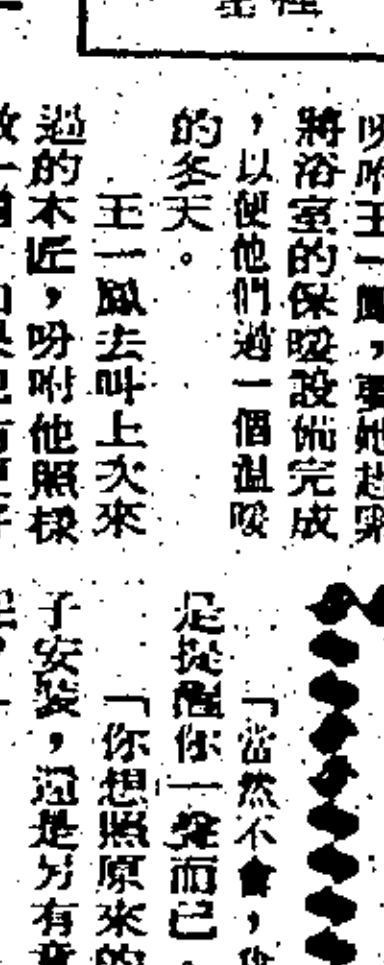 吩咐王一鳳，要她趕緊
將浴室的保暖設備完成
，以便他們過一個溫暖
的冬天。
王一鳳去叫上次來
過的木匠，吩咐他照樣
「當然不會，我
是提醒你一聲而已。
「你想照原來的
子安裝，還是另有意